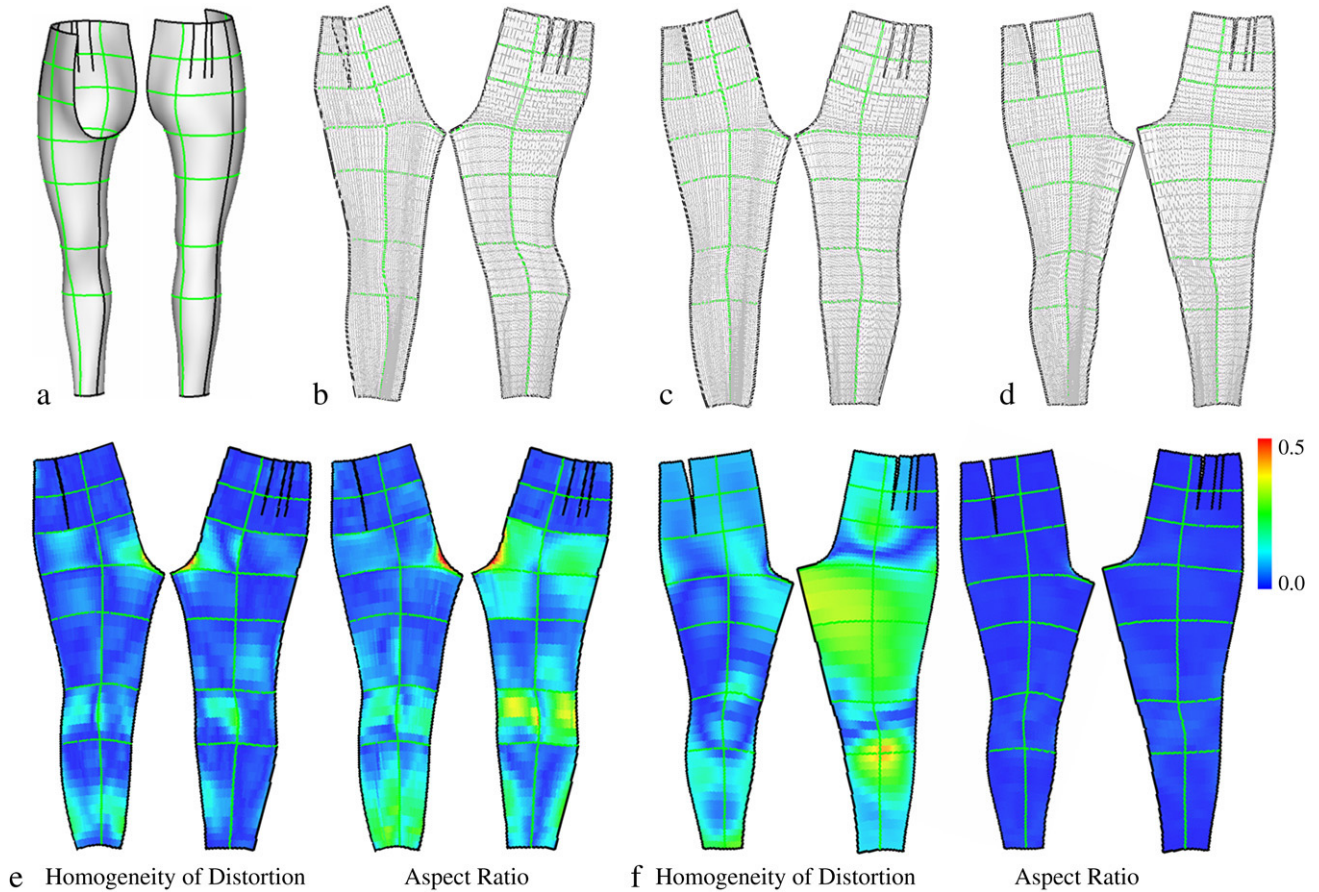 a
b
c
d
0.5
0.0
e Homogeneity of Distortion Aspect Ratio
f Homogeneity of Distortion Aspect Ratio